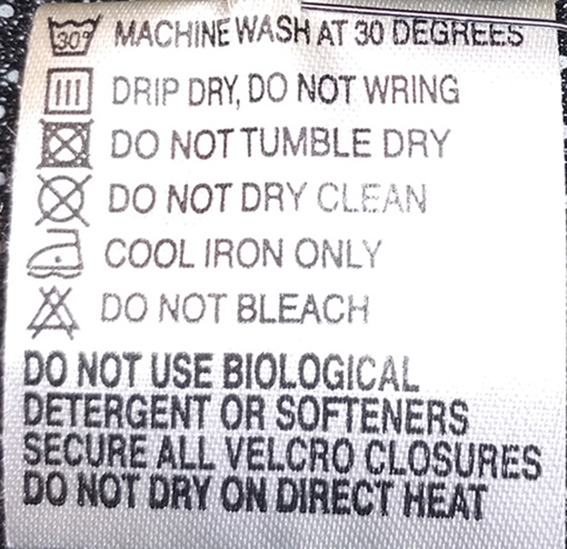 30° MACHINE WASH AT 30 DEGREES
DRIP DRY, DO NOT WRING
DO NOT TUMBLE DRY
DO NOT DRY CLEAN
COOL IRON ONLY
DO NOT BLEACH
DO NOT USE BIOLOGICAL
DETERGENT OR SOFTENERS
SECURE ALL VELCRO CLOSURES
DO NOT DRY ON DIRECT HEAT